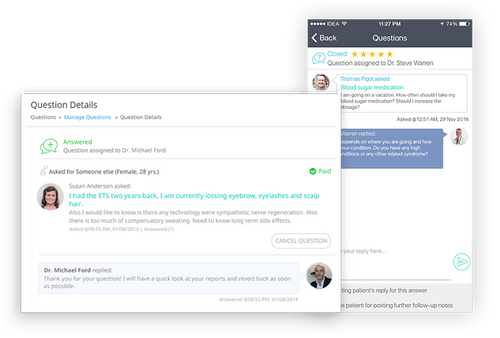 IDEA
11:27 PM
74%
Back
Questions
Closed
Question assigned to Dr. Steve Warren
Thomas Pigot asked:
Blood sugar medication
I am going on a vacation. How often should I take my
blood sugar medication? Should I increase the
dosage?
Asked @12:51 AM, 29 Nov 2016
Warren replied:
Depends on where you are going and how
your condition. Do you have any high
conditions or any other related syndrome?
your reply here...
patient's reply for this answer
the patient for posting further follow-up notes
Question Details
Questions » Manage Questions » Question Details
Answered
Question assigned to Dr. Michael Ford
Asked for Someone else (Female, 28 yrs.)
Paid
Susan Anderson asked:
I had the ETS two years back, I am currently lossing eyebrow, eyelashes and scalp
hair.
Also I would like to know is there any technology were sympathetic nerve regeneration, Also
there is too much of compensatory sweating. Need to know long term side effects.
Asked @08:55 PM, 01/08/2014 | Answered (1)
CANCEL QUESTION
Dr. Michael Ford replied:
Thank you for your question! I will have a quick look at your reports and revert back as soon
as possible.
Answered @08:55 PM, 01/08/2014